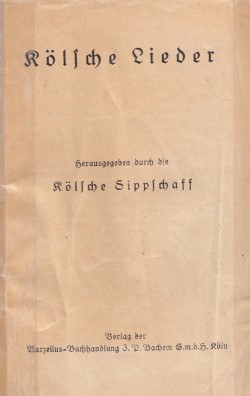 Kölsche Lieder
Herausgegeben durch die
Kölsche Sippschaff
Verlag der
Marzellus-Buchhandlung J. P. Bachem G.m.b.H. Köln